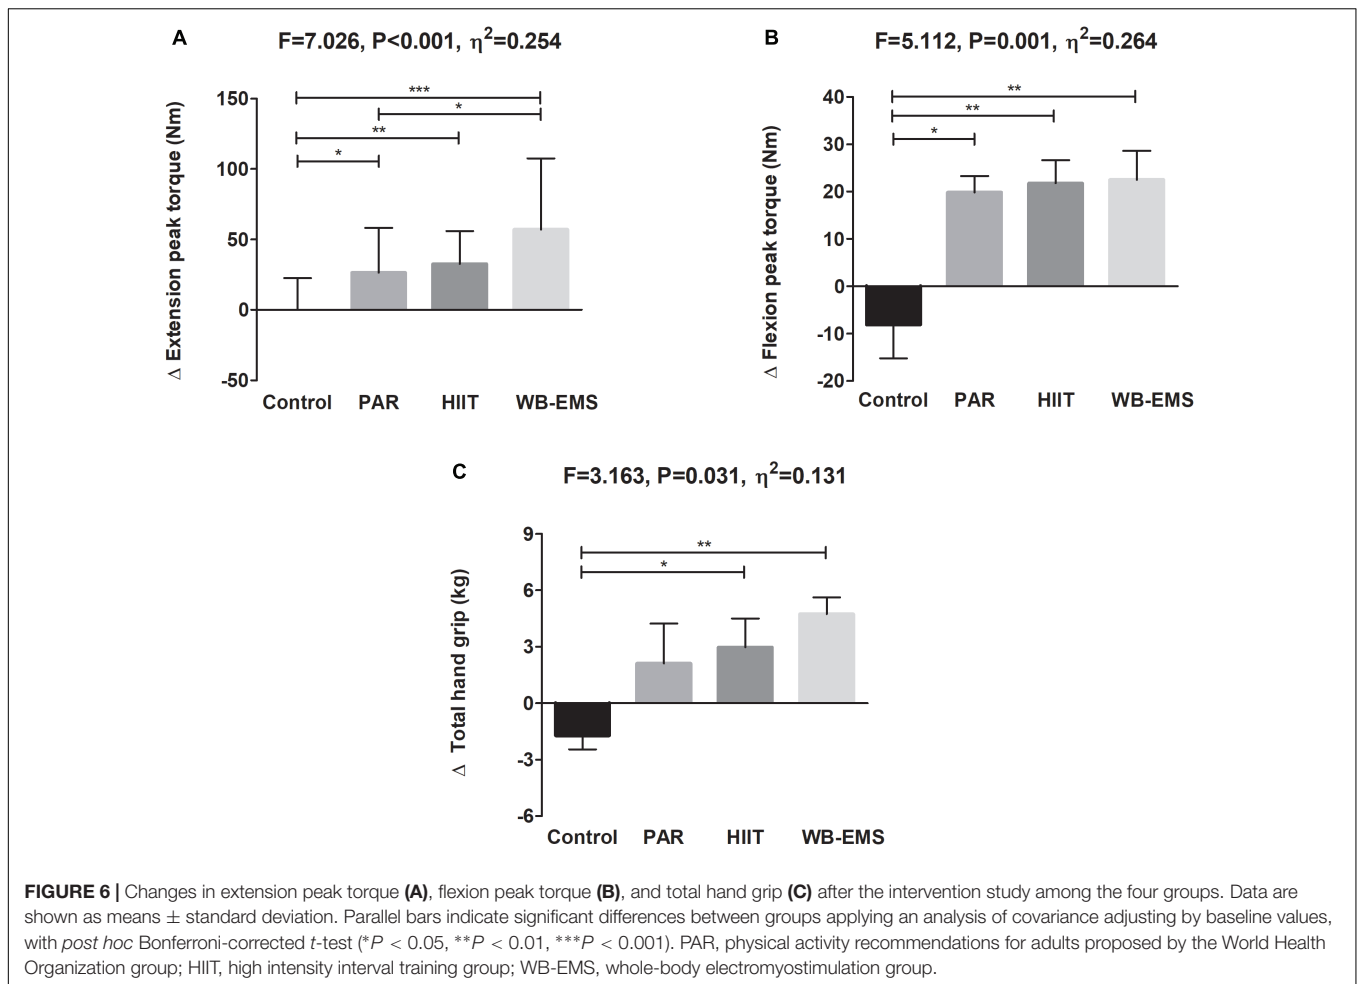 A
F=7.026, P<0.001, η²=0.254
Δ Extension peak torque (Nm)
150
100
50
0
-50
***
*
**
*
Control PAR HIIT WB-EMS
B
F=5.112, P=0.001, η²=0.264
Δ Flexion peak torque (Nm)
40
30
20
10
0
-10
-20
**
**
*
Control PAR HIIT WB-EMS
C
F=3.163, P=0.031, η²=0.131
Δ Total hand grip (kg)
9
6
3
0
-3
-6
**
*
Control PAR HIIT WB-EMS
FIGURE 6 | Changes in extension peak torque (A), flexion peak torque (B), and total hand grip (C) after the intervention study among the four groups. Data are
shown as means ± standard deviation. Parallel bars indicate significant differences between groups applying an analysis of covariance adjusting by baseline values,
with post hoc Bonferroni-corrected t-test (*P < 0.05, **P < 0.01, ***P < 0.001). PAR, physical activity recommendations for adults proposed by the World Health
Organization group; HIIT, high intensity interval training group; WB-EMS, whole-body electromyostimulation group.